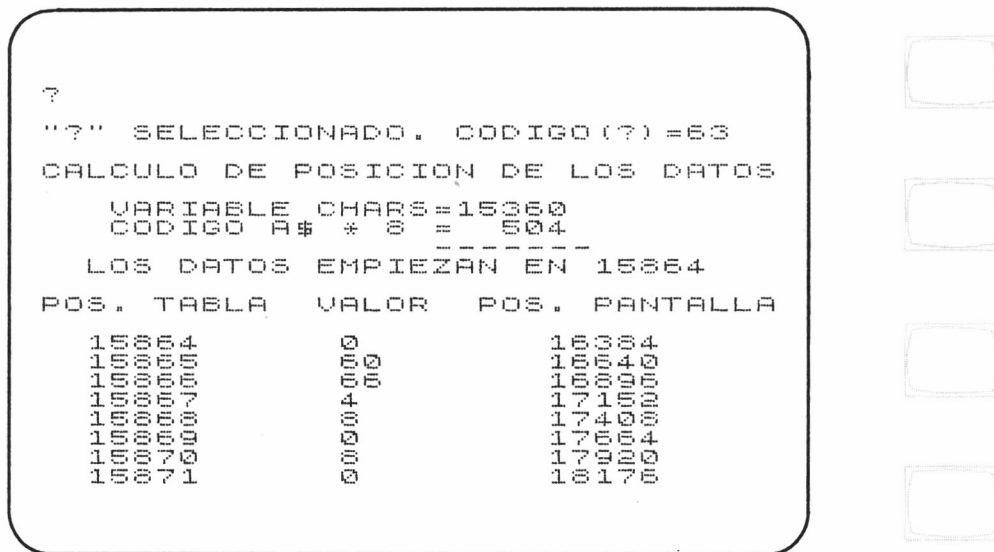 ?
"?" SELECCIONADO. CODIGO(?)=63
CALCULO DE POSICION DE LOS DATOS
VARIABLE CHARS=15360
CODIGO A$ * 8 = 504
-------
LOS DATOS EMPIEZAN EN 15864
POS. TABLA VALOR POS. PANTALLA
15864 0 16384
15865 60 16640
15866 66 16896
15867 4 17152
15868 8 17408
15869 0 17664
15870 8 17920
15871 0 18176